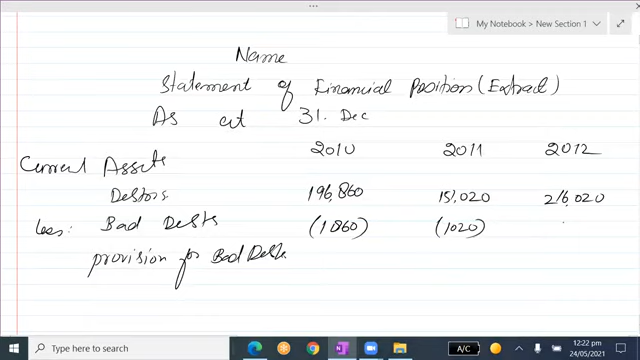 My Notebook > New Section 1
Name
Statement of Financial Position (Extract)
As at 31. Dec
2010 2011 2012
Current Assets
Debtors 196,860 151,020 216,020
Less: Bad Debts (1860) (1020)
provision for Bad Debts
Type here to search
A/C
12:22 pm
24/05/2021